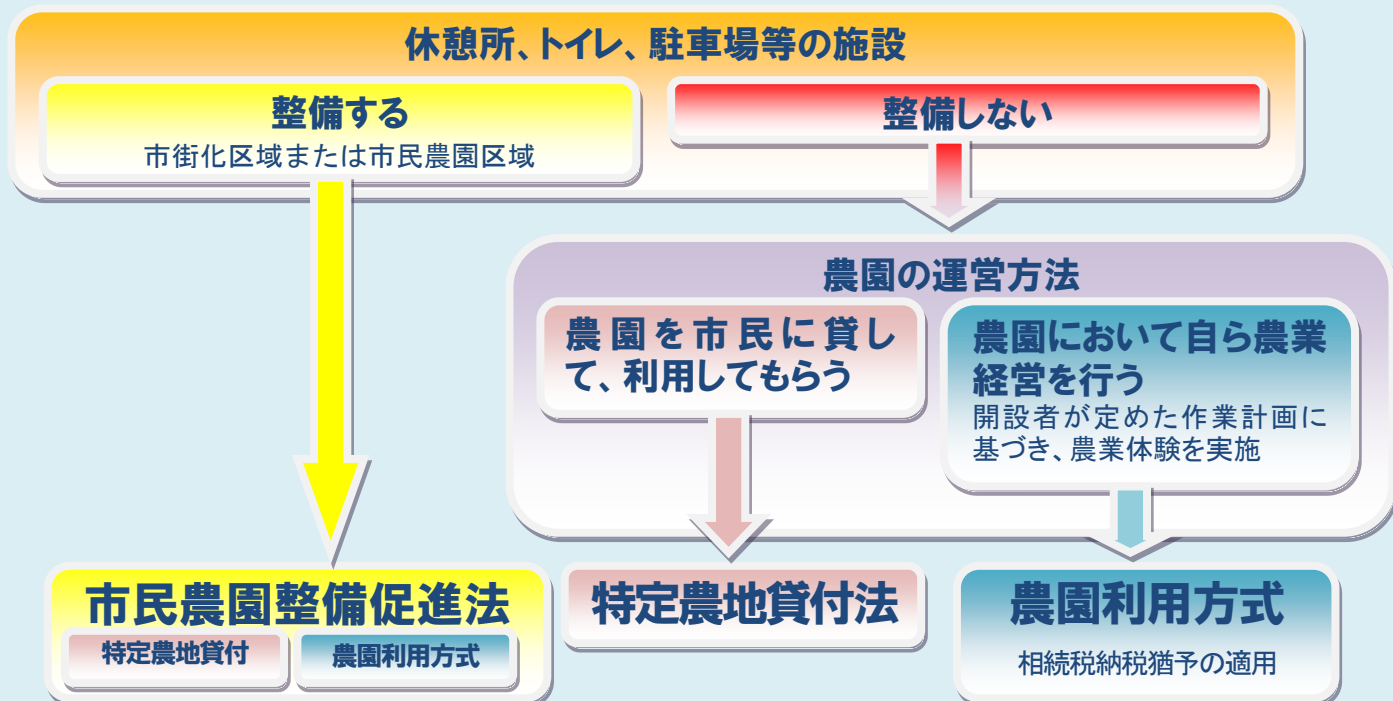 休憩所、トイレ、駐車場等の施設
整備する
市街化区域または市民農園区域
整備しない
農園の運営方法
農園を市民に貸し
て、利用してもらう
農園において自ら農業
経営を行う
開設者が定めた作業計画に
基づき、農業体験を実施
市民農園整備促進法
特定農地貸付
農園利用方式
特定農地貸付法
農園利用方式
相続税納税猶予の適用